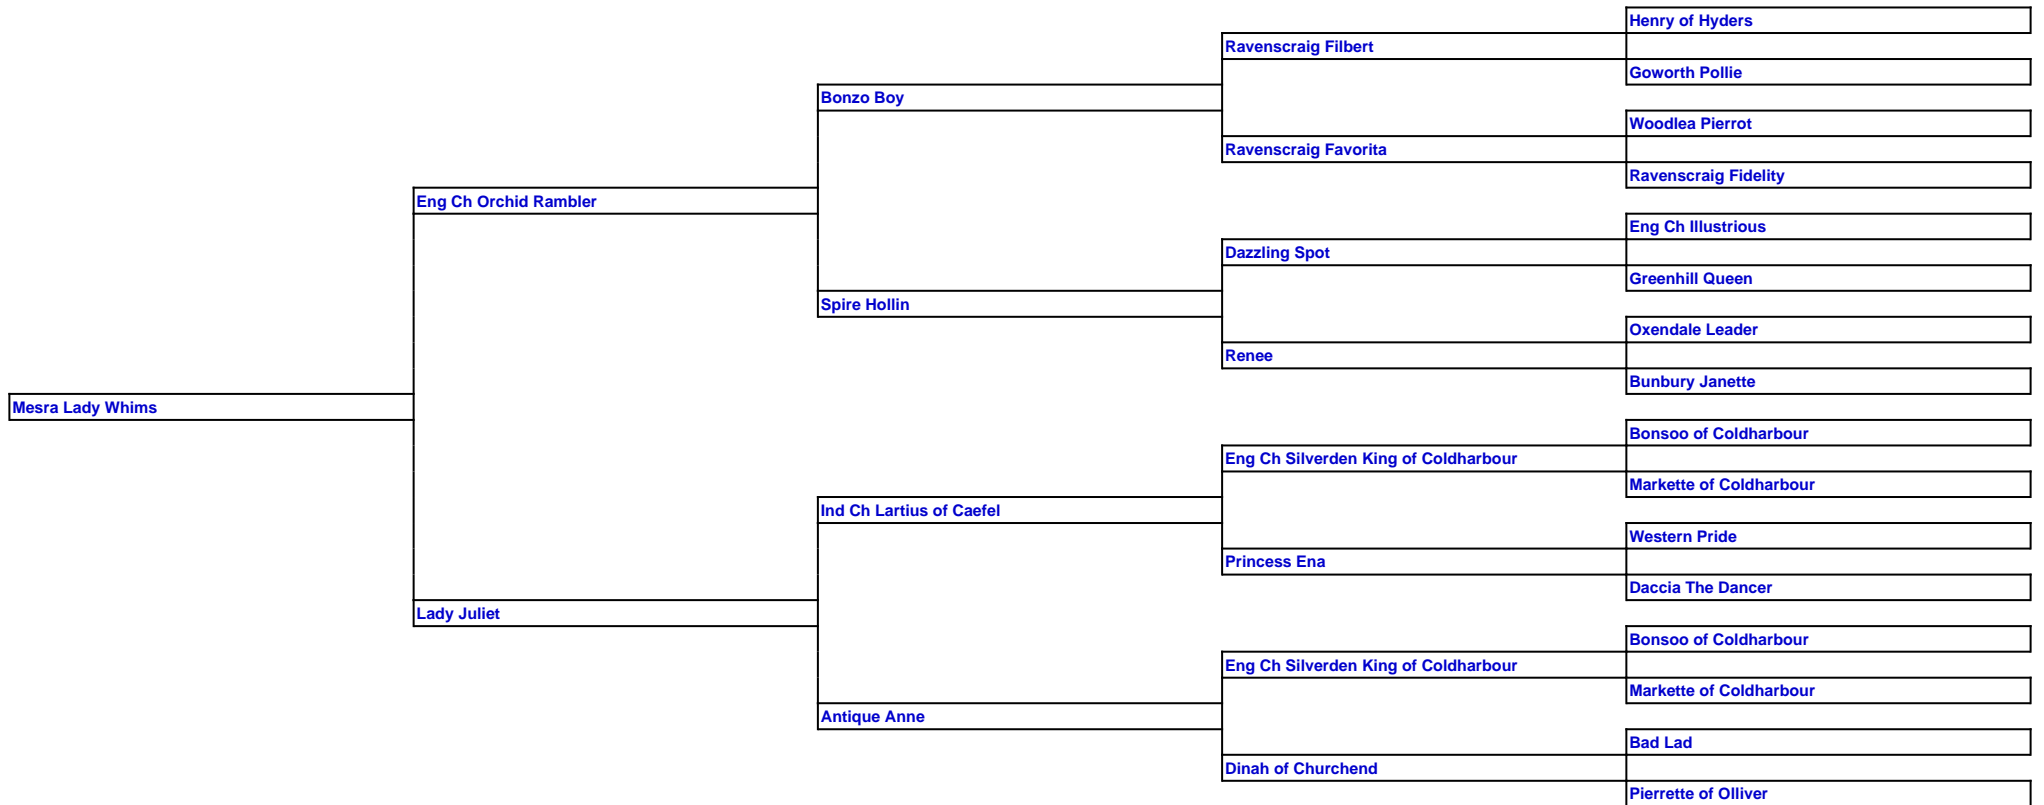 Henry of Hyders
Ravenscraig Filbert
Goworth Pollie
Bonzo Boy
Woodlea Pierrot
Ravenscraig Favorita
Ravenscraig Fidelity
Eng Ch Orchid Rambler
Eng Ch Illustrious
Dazzling Spot
Greenhill Queen
Spire Hollin
Oxendale Leader
Renee
Bunbury Janette
Mesra Lady Whims
Bonsoo of Coldharbour
Eng Ch Silverden King of Coldharbour
Markette of Coldharbour
Ind Ch Lartius of Caefel
Western Pride
Princess Ena
Daccia The Dancer
Lady Juliet
Bonsoo of Coldharbour
Eng Ch Silverden King of Coldharbour
Markette of Coldharbour
Antique Anne
Bad Lad
Dinah of Churchend
Pierrette of Olliver